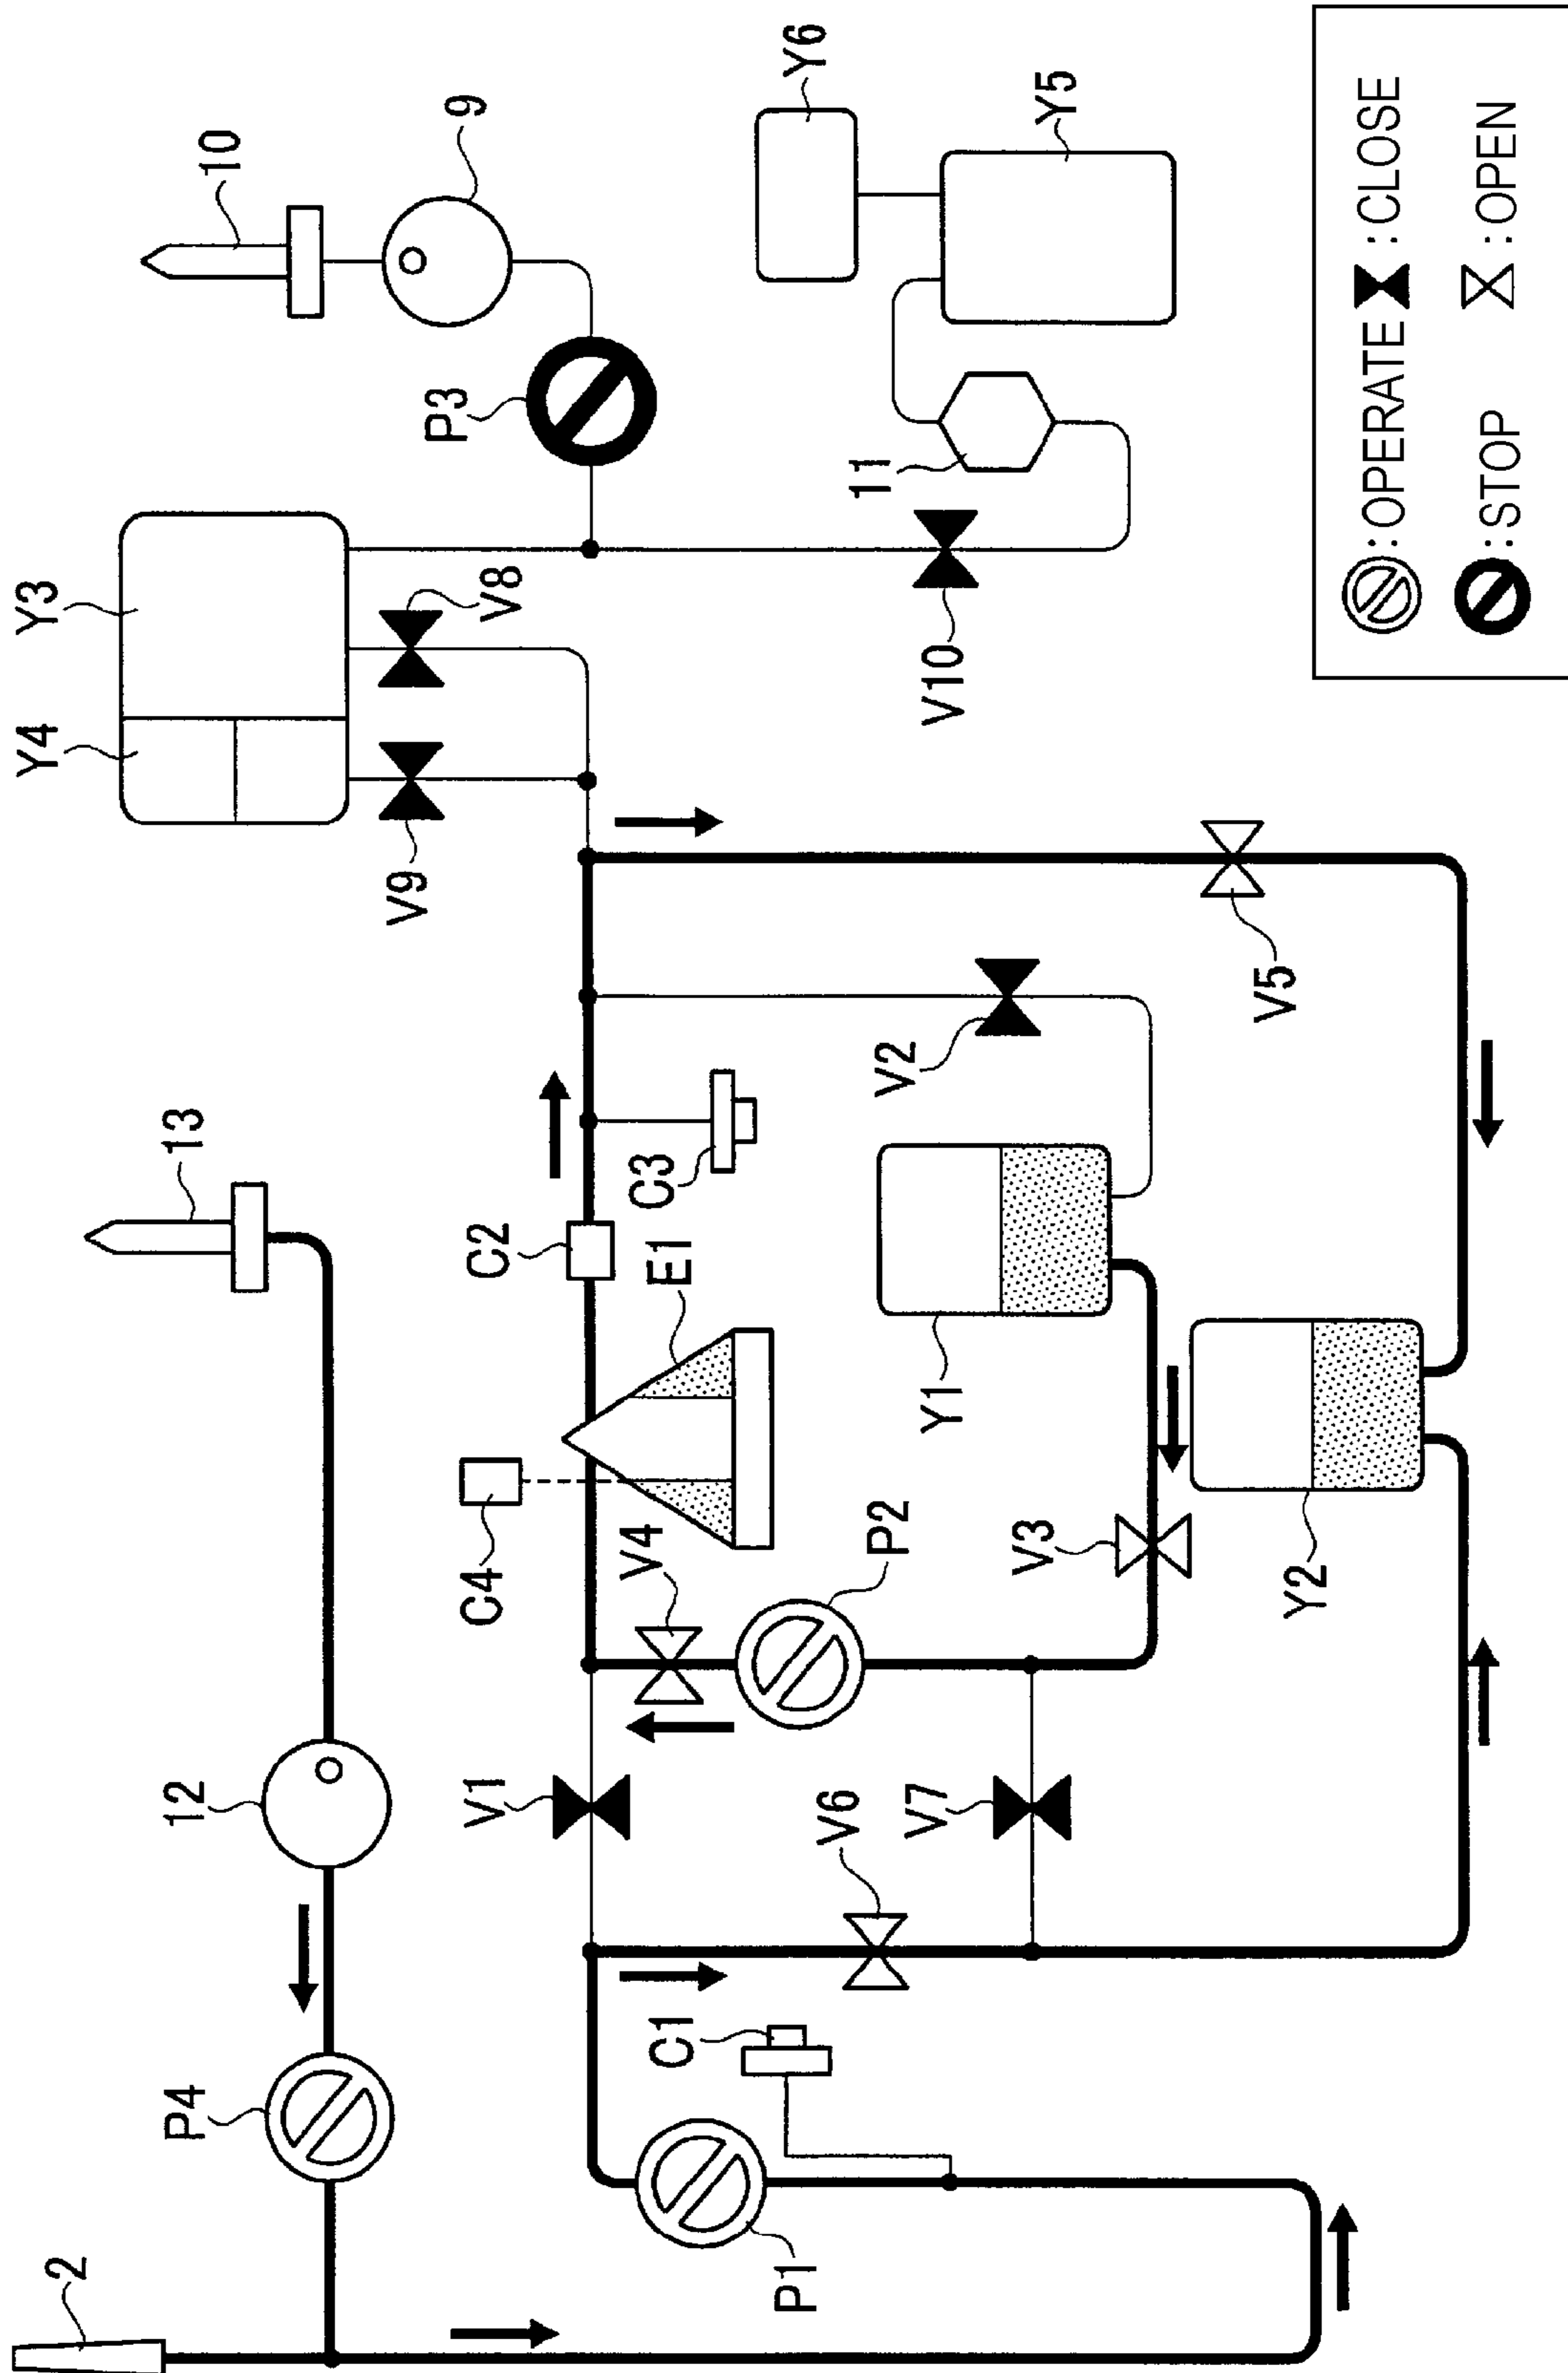 2
P4
12
13
Y4
Y3
10
9
P3
V9
V8
V10
11
Y6
Y5
C4
C2
C3
E1
V4
V1
P2
V6
V7
V3
V2
Y1
Y2
V5
C1
P1
:OPERATE
:CLOSE
:STOP
:OPEN